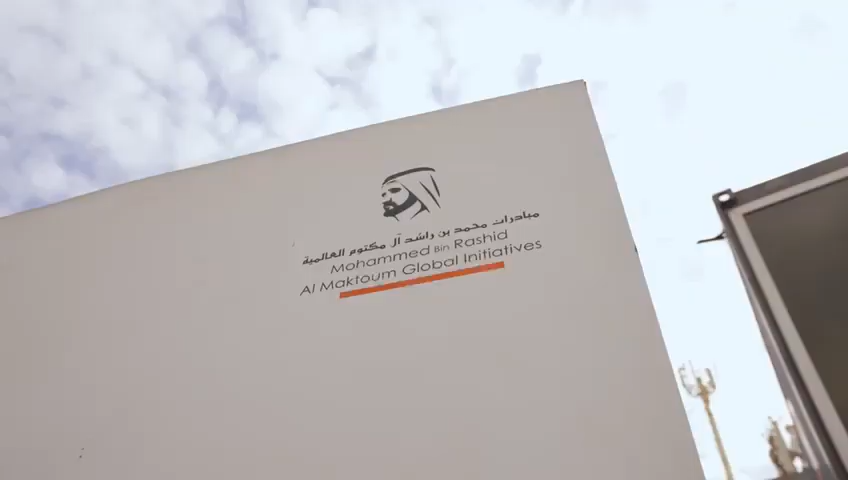 مبادرات محمد بن راشد آل مكتوم العالمية
Mohammed Bin Rashid
Al Maktoum Global Initiatives